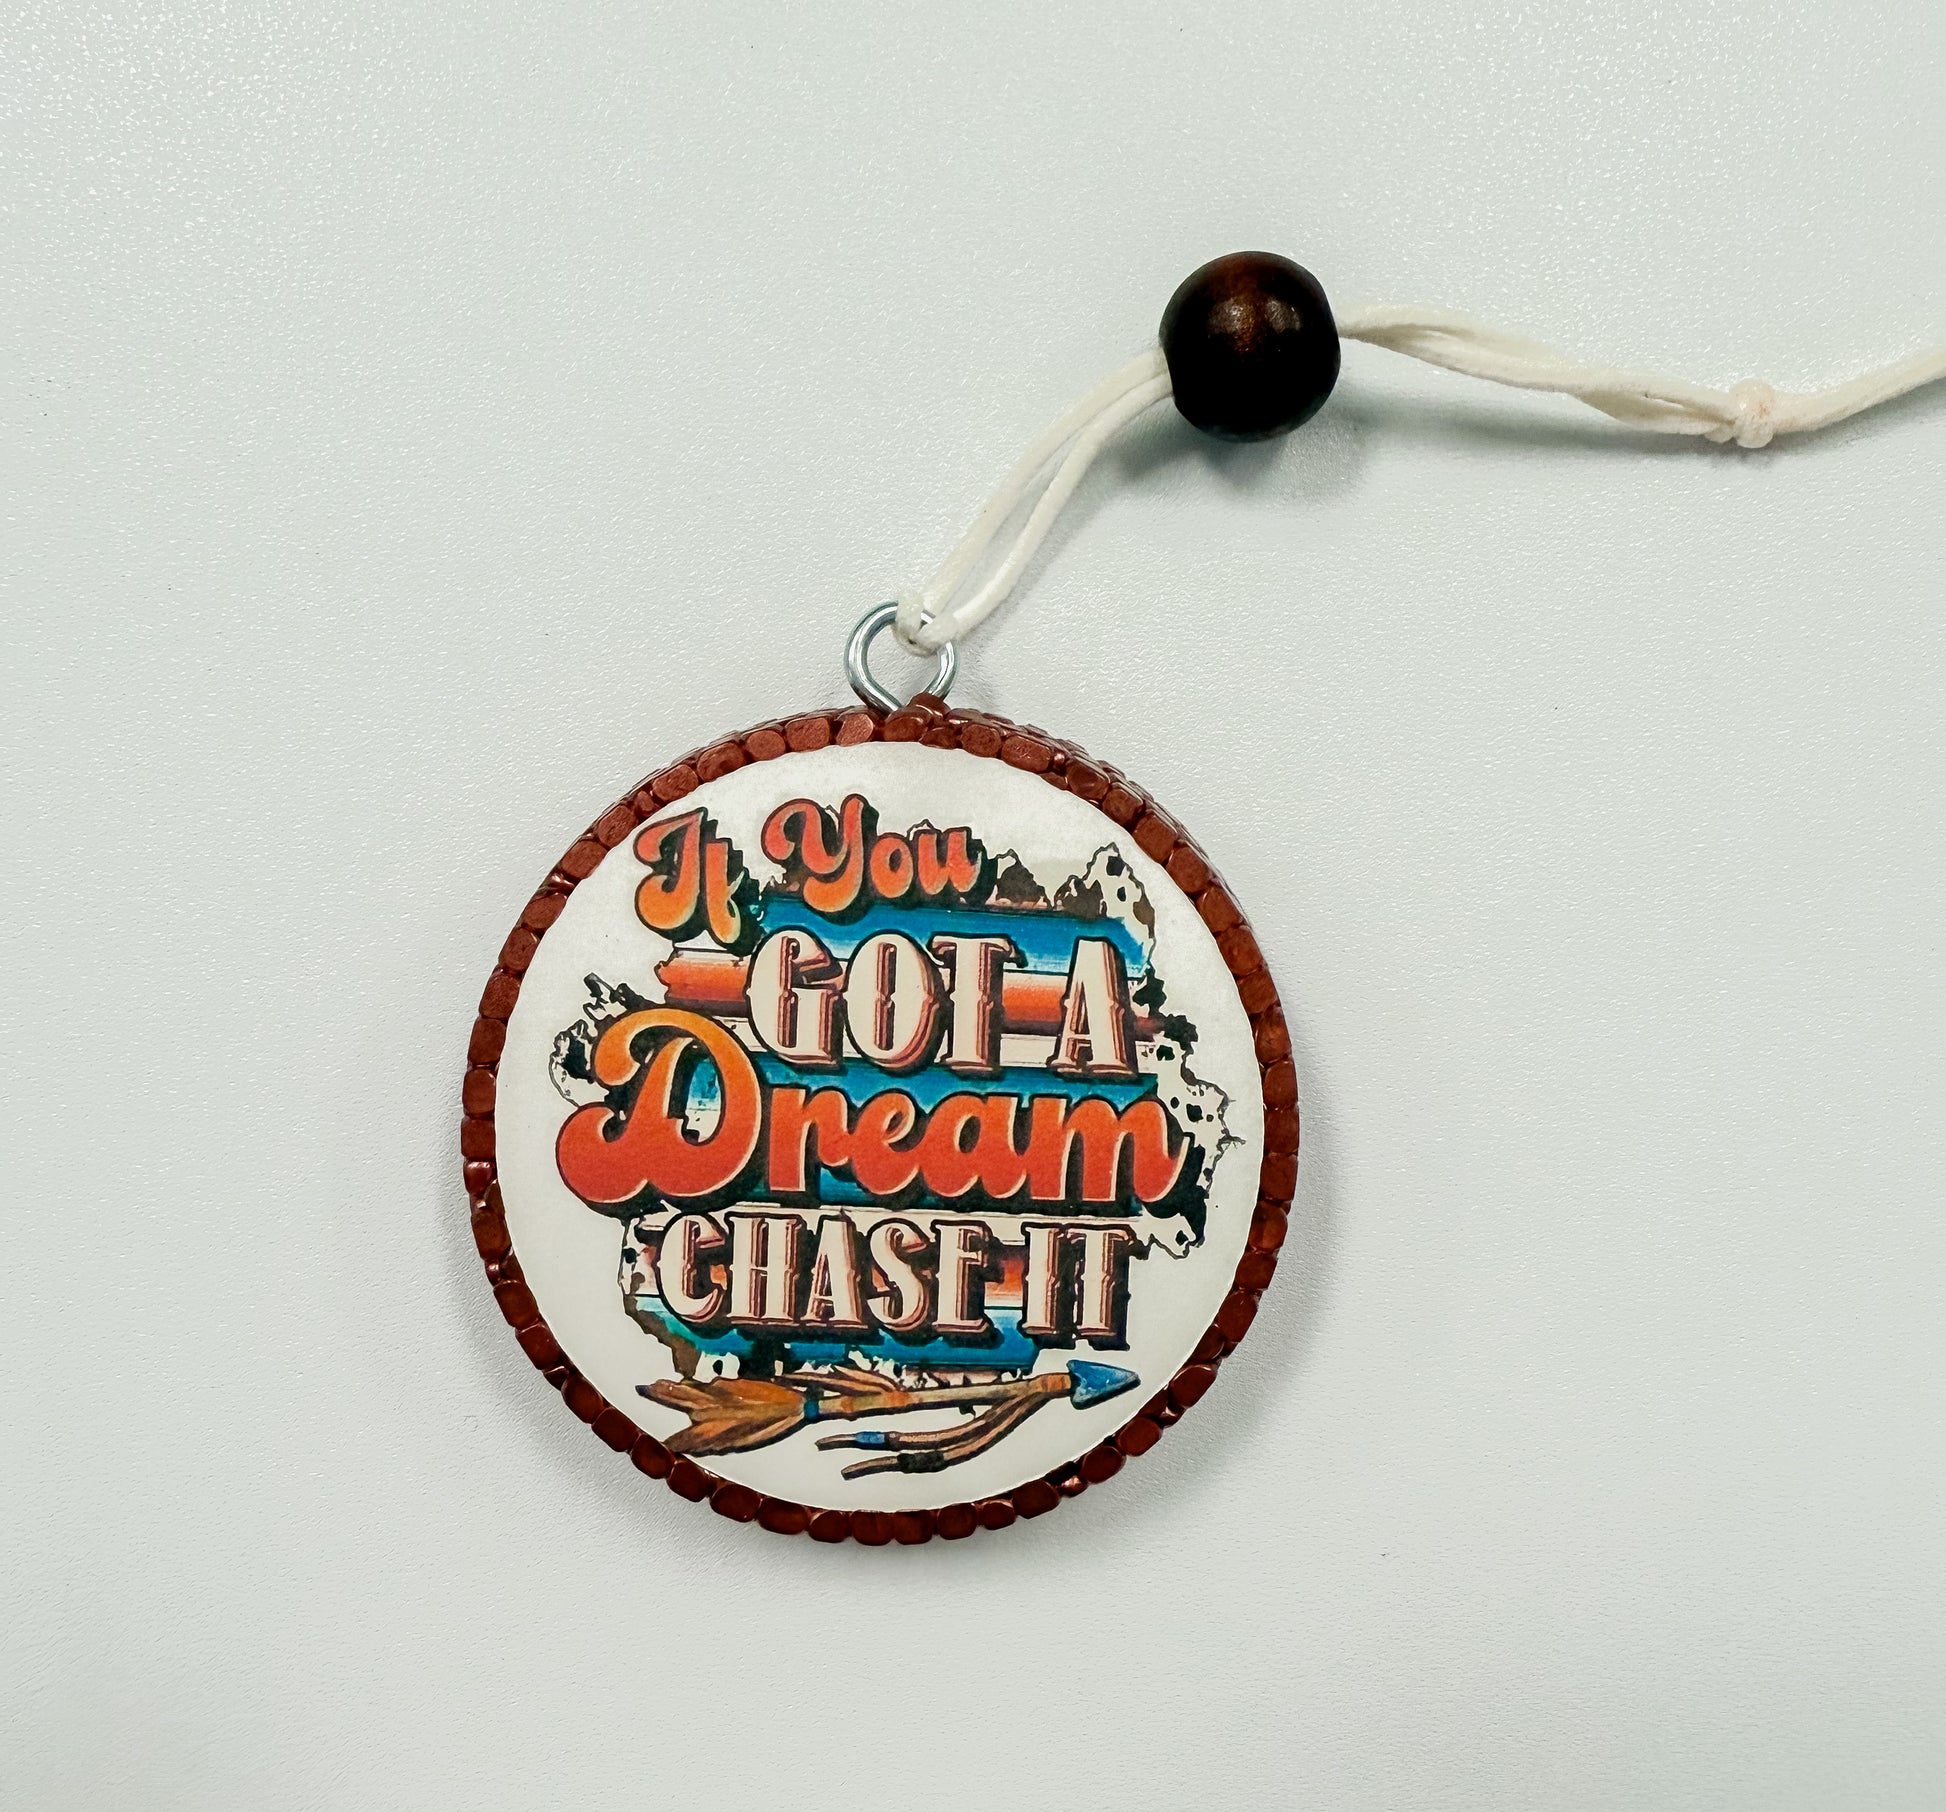 If You
GOT A
Dream
CHASE IT